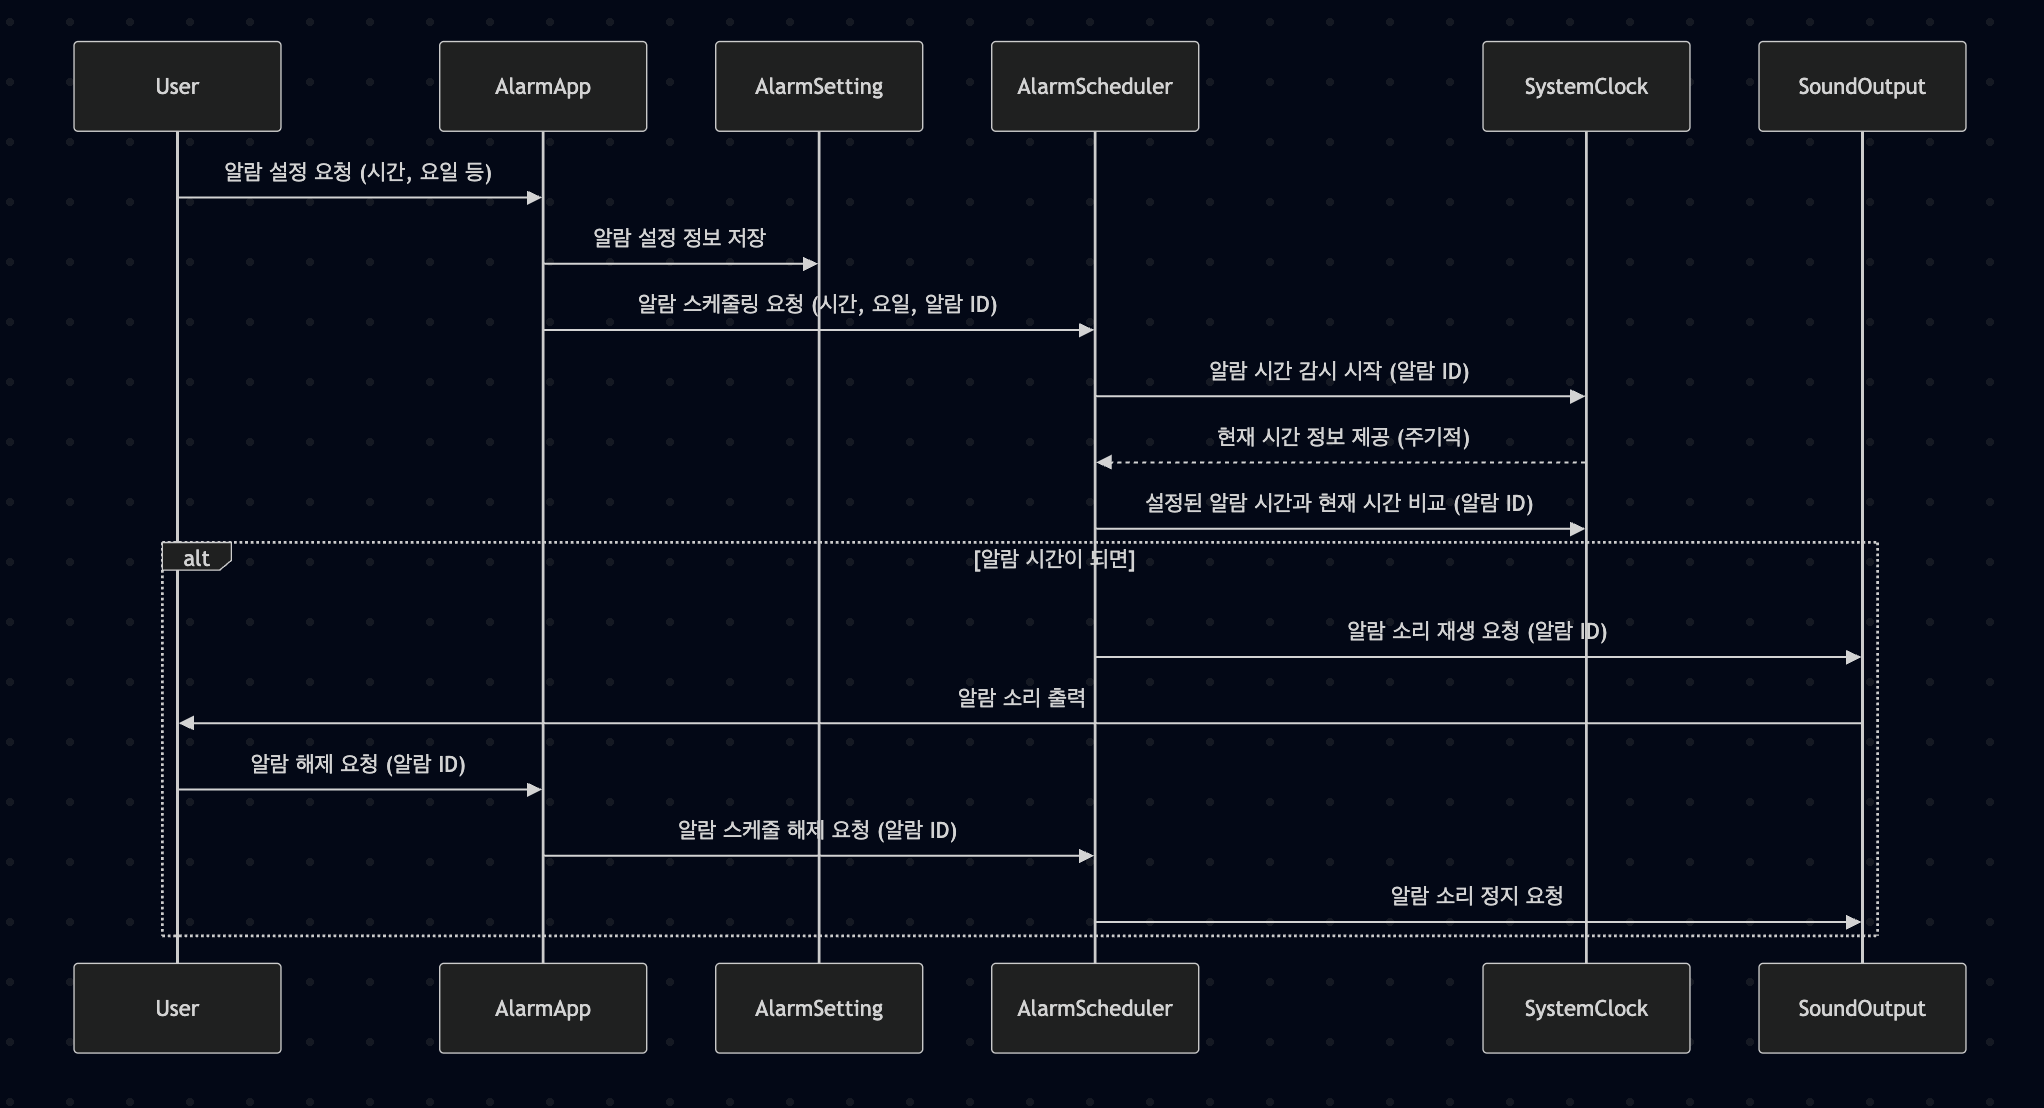 User
AlarmApp
AlarmSetting
AlarmScheduler
SystemClock
SoundOutput
알람 설정 요청 (시간, 요일 등)
알람 설정 정보 저장
알람 스케줄링 요청 (시간, 요일, 알람 ID)
알람 시간 감시 시작 (알람 ID)
현재 시간 정보 제공 (주기적)
설정된 알람 시간과 현재 시간 비교 (알람 ID)
alt
[알람 시간이 되면]
알람 소리 재생 요청 (알람 ID)
알람 소리 출력
알람 해제 요청 (알람 ID)
알람 스케줄 해제 요청 (알람 ID)
알람 소리 정지 요청
User
AlarmApp
AlarmSetting
AlarmScheduler
SystemClock
SoundOutput